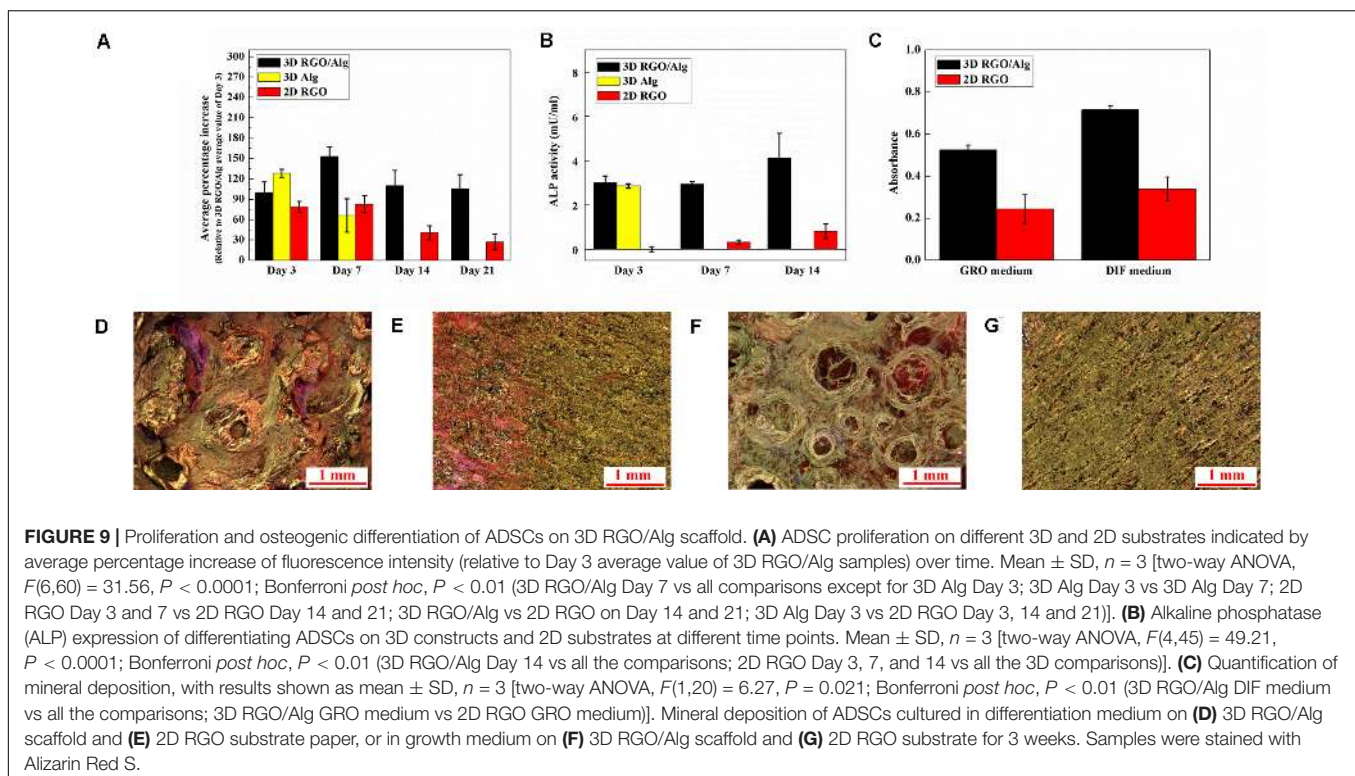 A
Average percentage increase
(Relative to 3D RGO/Alg average value of Day 3)
300
270
240
210
180
150
120
90
60
30
0
3D RGO/Alg
3D Alg
2D RGO
Day 3 Day 7 Day 14 Day 21
B
ALP activity (mU/ml)
8
6
4
2
0
3D RGO/Alg
3D Alg
2D RGO
Day 3 Day 7 Day 14
C
Absorbance
1.0
0.8
0.6
0.4
0.2
0.0
3D RGO/Alg
2D RGO
GRO medium DIF medium
D
1 mm
E
1 mm
F
1 mm
G
1 mm
FIGURE 9 | Proliferation and osteogenic differentiation of ADSCs on 3D RGO/Alg scaffold. (A) ADSC proliferation on different 3D and 2D substrates indicated by
average percentage increase of fluorescence intensity (relative to Day 3 average value of 3D RGO/Alg samples) over time. Mean ± SD, n = 3 [two-way ANOVA,
F(6,60) = 31.56, P < 0.0001; Bonferroni post hoc, P < 0.01 (3D RGO/Alg Day 7 vs all comparisons except for 3D Alg Day 3; 3D Alg Day 3 vs 3D Alg Day 7; 2D
RGO Day 3 and 7 vs 2D RGO Day 14 and 21; 3D RGO/Alg vs 2D RGO on Day 14 and 21; 3D Alg Day 3 vs 2D RGO Day 3, 14 and 21)]. (B) Alkaline phosphatase
(ALP) expression of differentiating ADSCs on 3D constructs and 2D substrates at different time points. Mean ± SD, n = 3 [two-way ANOVA, F(4,45) = 49.21,
P < 0.0001; Bonferroni post hoc, P < 0.01 (3D RGO/Alg Day 14 vs all the comparisons; 2D RGO Day 3, 7, and 14 vs all the 3D comparisons)]. (C) Quantification of
mineral deposition, with results shown as mean ± SD, n = 3 [two-way ANOVA, F(1,20) = 6.27, P = 0.021; Bonferroni post hoc, P < 0.01 (3D RGO/Alg DIF medium
vs all the comparisons; 3D RGO/Alg GRO medium vs 2D RGO GRO medium)]. Mineral deposition of ADSCs cultured in differentiation medium on (D) 3D RGO/Alg
scaffold and (E) 2D RGO substrate paper, or in growth medium on (F) 3D RGO/Alg scaffold and (G) 2D RGO substrate for 3 weeks. Samples were stained with
Alizarin Red S.